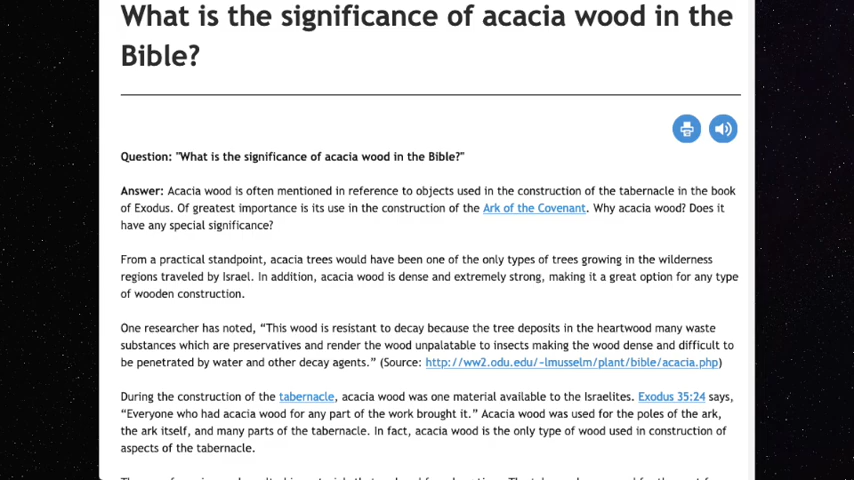 What is the significance of acacia wood in the
Bible?
Question: "What is the significance of acacia wood in the Bible?"
Answer: Acacia wood is often mentioned in reference to objects used in the construction of the tabernacle in the book
of Exodus. Of greatest importance is its use in the construction of the Ark of the Covenant. Why acacia wood? Does it
have any special significance?
From a practical standpoint, acacia trees would have been one of the only types of trees growing in the wilderness
regions traveled by Israel. In addition, acacia wood is dense and extremely strong, making it a great option for any type
of wooden construction.
One researcher has noted, “This wood is resistant to decay because the tree deposits in the heartwood many waste
substances which are preservatives and render the wood unpalatable to insects making the wood dense and difficult to
be penetrated by water and other decay agents.” (Source: http://ww2.odu.edu/~lmusselm/plant/bible/acacia.php)
During the construction of the tabernacle, acacia wood was one material available to the Israelites. Exodus 35:24 says,
“Everyone who had acacia wood for any part of the work brought it.” Acacia wood was used for the poles of the ark,
the ark itself, and many parts of the tabernacle. In fact, acacia wood is the only type of wood used in construction of
aspects of the tabernacle.